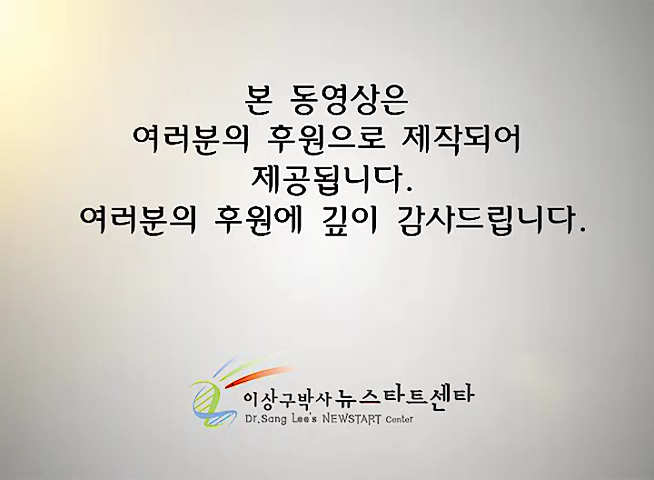 본 동영상은
여러분의 후원으로 제작되어
제공됩니다.
여러분의 후원에 깊이 감사드립니다.
이상구박사 뉴스타트센타
Dr.Sang Lee's NEWSTART Center